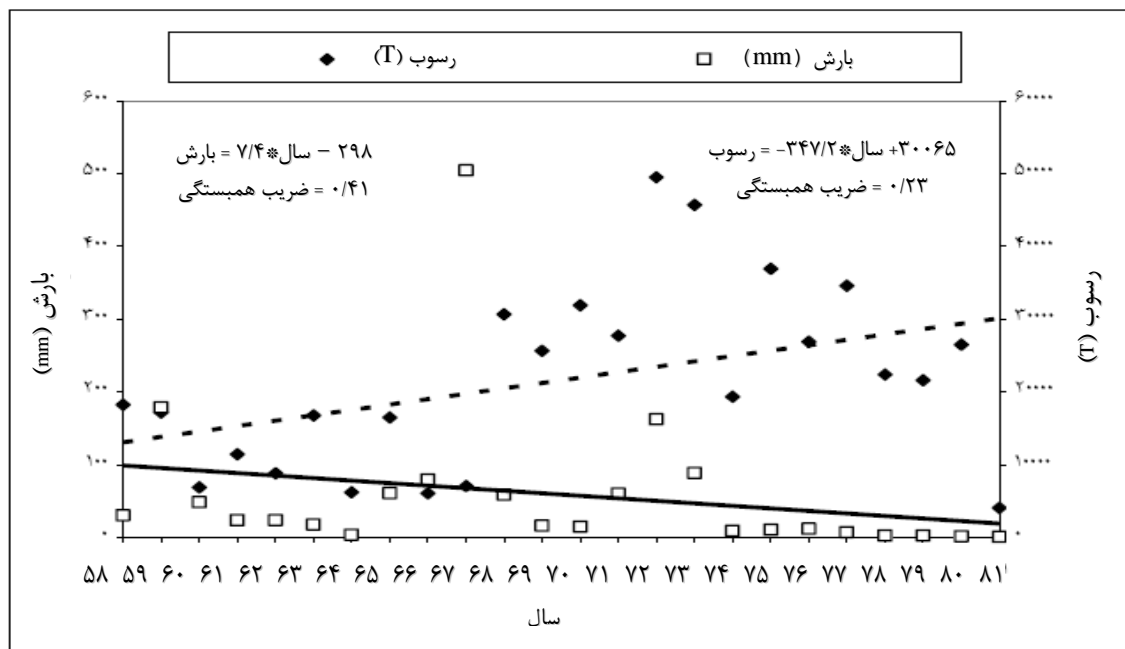 رسوب (T)
بارش (mm)
۶۰۰
۵۰۰
۴۰۰
۳۰۰
۲۰۰
۱۰۰
۰
۶۰۰۰۰
۵۰۰۰۰
۴۰۰۰۰
۳۰۰۰۰
۲۰۰۰۰
۱۰۰۰۰
۰
بارش = ۷/۴*سال − ۲۹۸
ضریب همبستگی = ۰/۴۱
رسوب = -۳۴۷/۲*سال +۳۰۰۶۵
ضریب همبستگی = ۰/۲۳
بارش (mm)
رسوب (T)
۵۸ ۵۹ ۶۰ ۶۱ ۶۲ ۶۳ ۶۴ ۶۵ ۶۶ ۶۷ ۶۸ ۶۹ ۷۰ ۷۱ ۷۲ ۷۳ ۷۴ ۷۵ ۷۶ ۷۷ ۷۸ ۷۹ ۸۰ ۸۱
سال